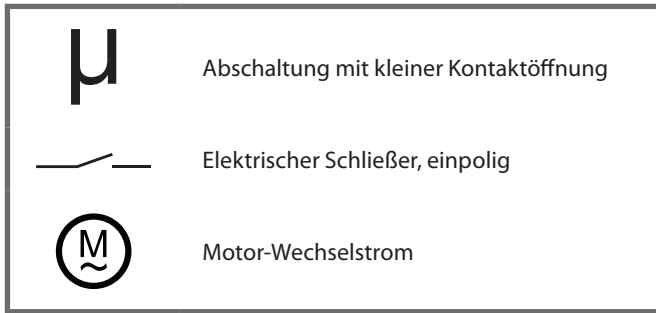 μ Abschaltung mit kleiner Kontaktöffnung
Elektrischer Schließer, einpolig
M Motor-Wechselstrom